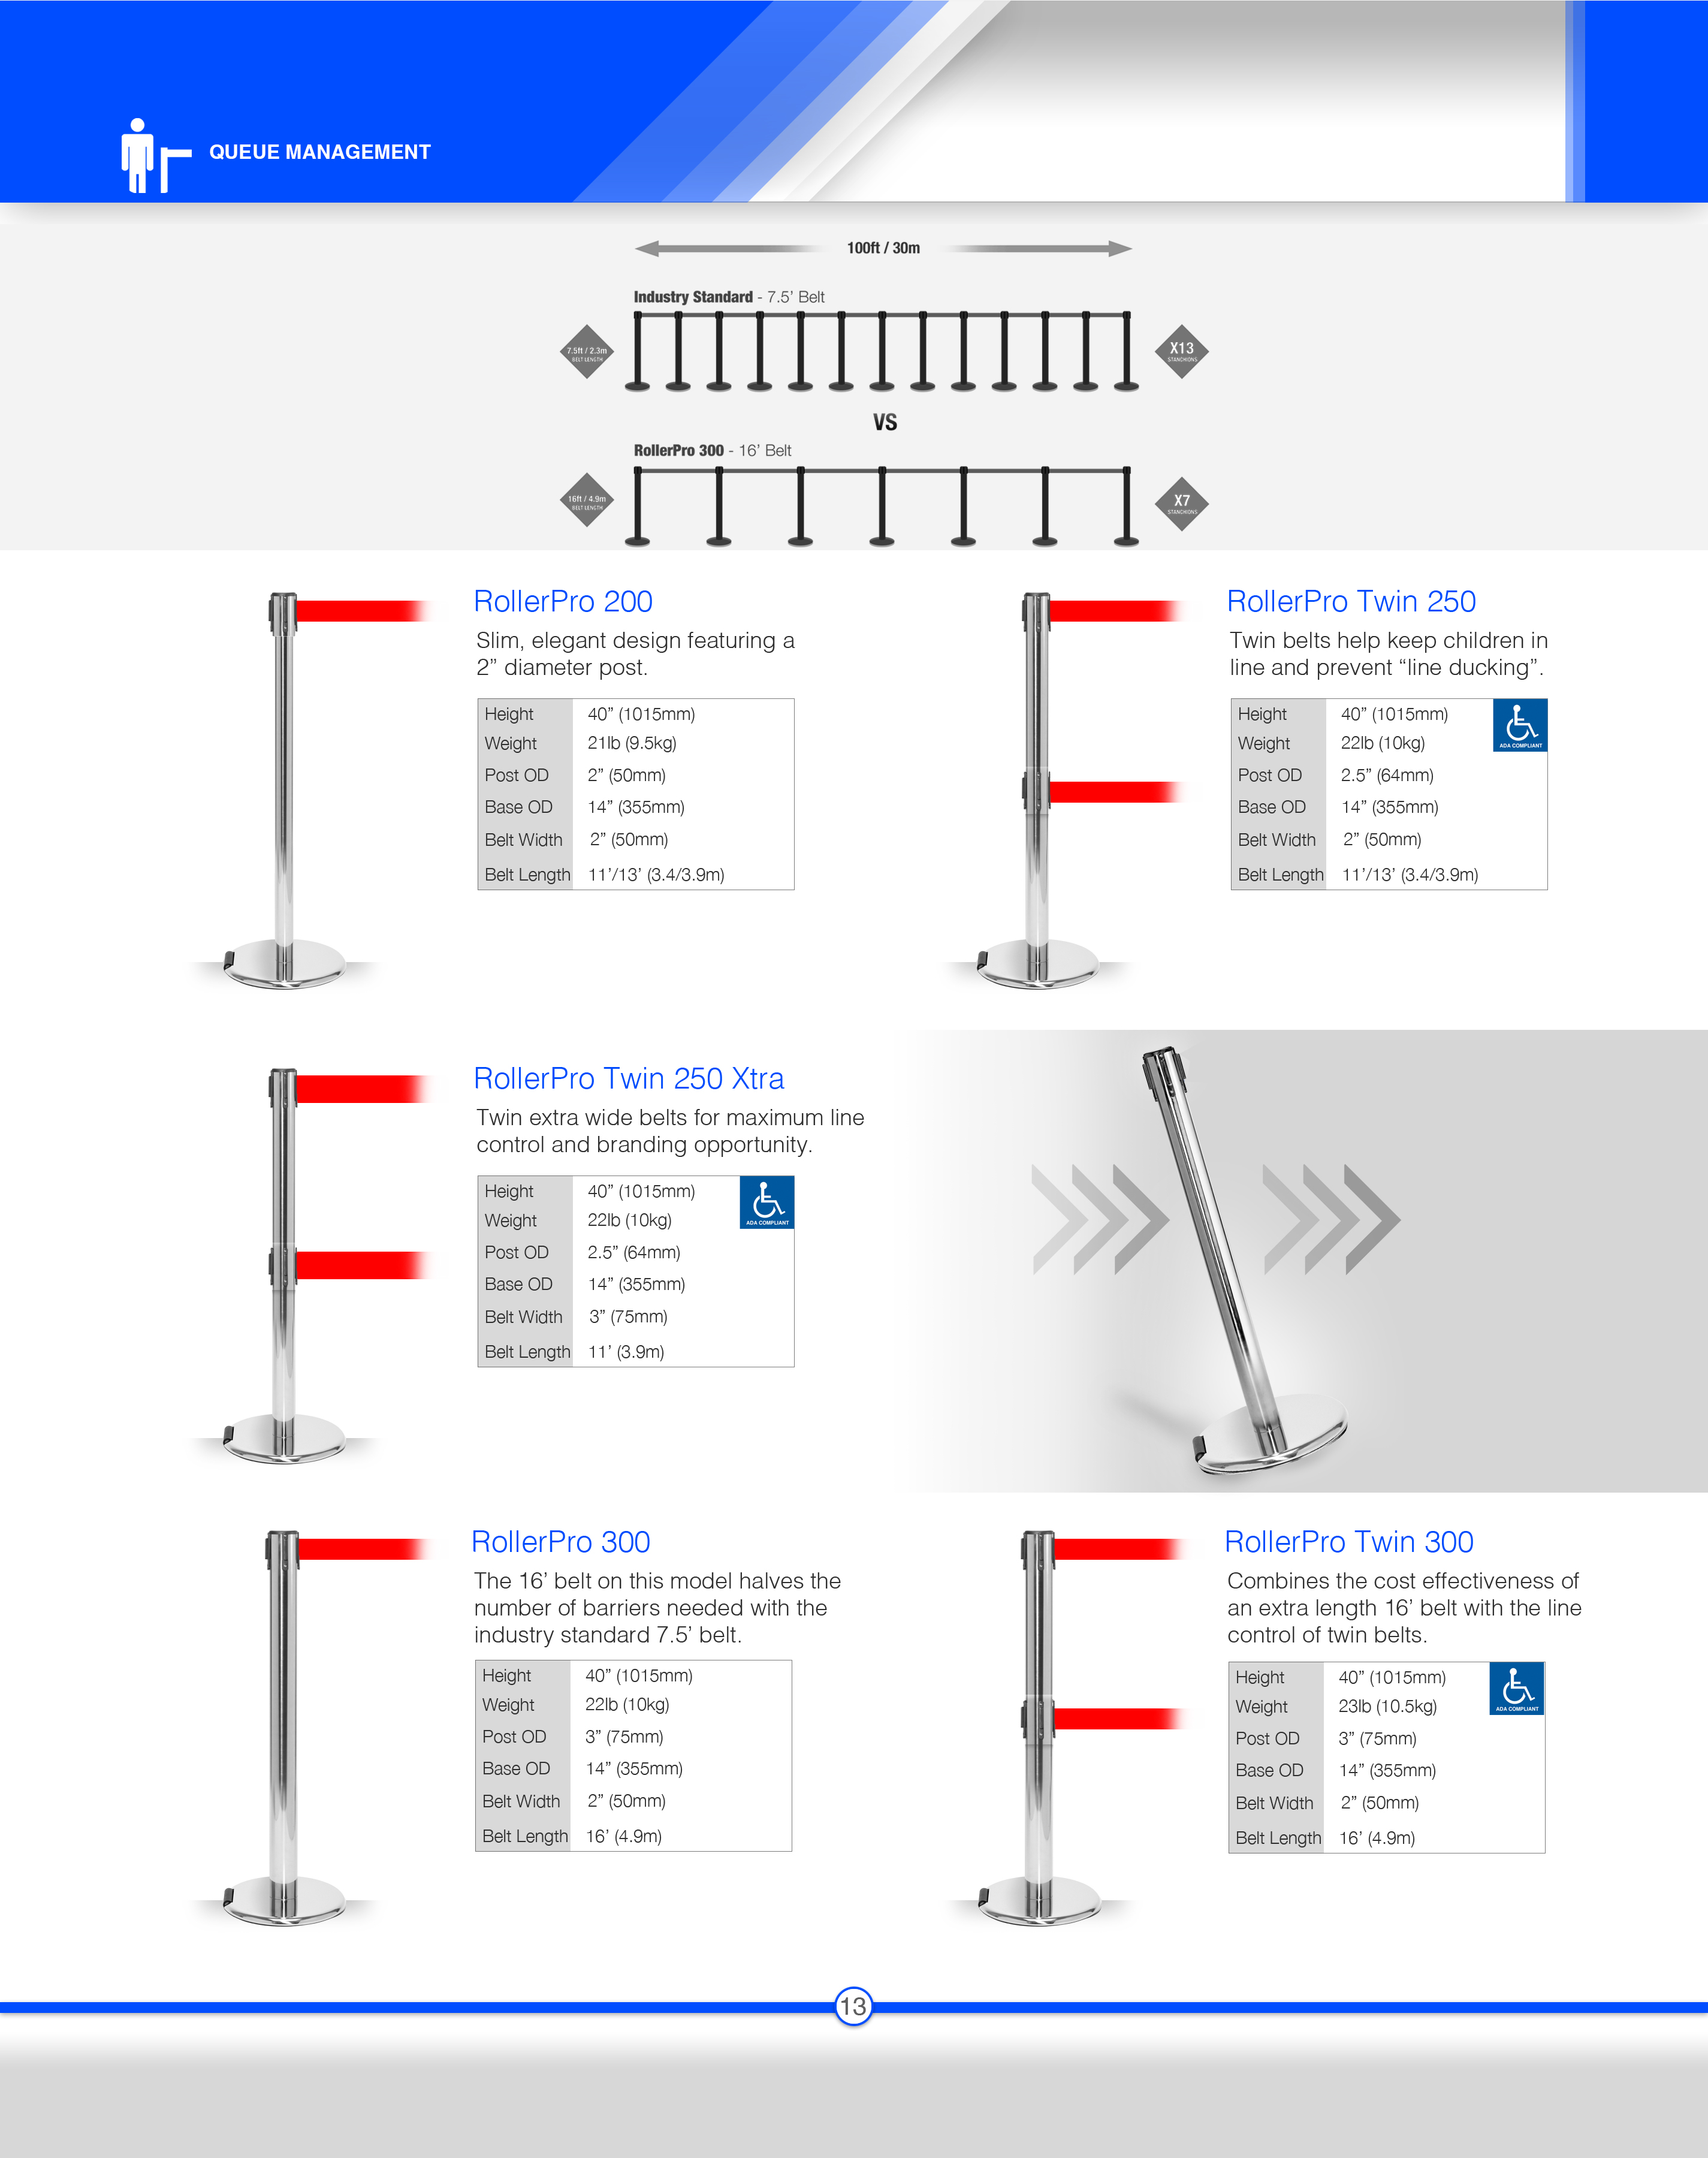 QUEUE MANAGEMENT
100ft / 30m
Industry Standard - 7.5’ Belt
7.5ft / 2.3m
BELT LENGTH
X13
STANCHIONS
VS
RollerPro 300 - 16’ Belt
16ft / 4.9m
BELT LENGTH
X7
STANCHIONS
RollerPro 200
Slim, elegant design featuring a
2” diameter post.
Height 40” (1015mm)
Weight 21lb (9.5kg)
Post OD 2” (50mm)
Base OD 14” (355mm)
Belt Width 2” (50mm)
Belt Length 11’/13’ (3.4/3.9m)
RollerPro Twin 250
Twin belts help keep children in
line and prevent “line ducking”.
Height 40” (1015mm)
Weight 22lb (10kg)
Post OD 2.5” (64mm)
Base OD 14” (355mm)
Belt Width 2” (50mm)
Belt Length 11’/13’ (3.4/3.9m)
ADA COMPLIANT
RollerPro Twin 250 Xtra
Twin extra wide belts for maximum line
control and branding opportunity.
Height 40” (1015mm)
Weight 22lb (10kg)
Post OD 2.5” (64mm)
Base OD 14” (355mm)
Belt Width 3” (75mm)
Belt Length 11’ (3.9m)
ADA COMPLIANT
RollerPro 300
The 16’ belt on this model halves the
number of barriers needed with the
industry standard 7.5’ belt.
Height 40” (1015mm)
Weight 22lb (10kg)
Post OD 3” (75mm)
Base OD 14” (355mm)
Belt Width 2” (50mm)
Belt Length 16’ (4.9m)
RollerPro Twin 300
Combines the cost effectiveness of
an extra length 16’ belt with the line
control of twin belts.
Height 40” (1015mm)
Weight 23lb (10.5kg)
Post OD 3” (75mm)
Base OD 14” (355mm)
Belt Width 2” (50mm)
Belt Length 16’ (4.9m)
ADA COMPLIANT
13